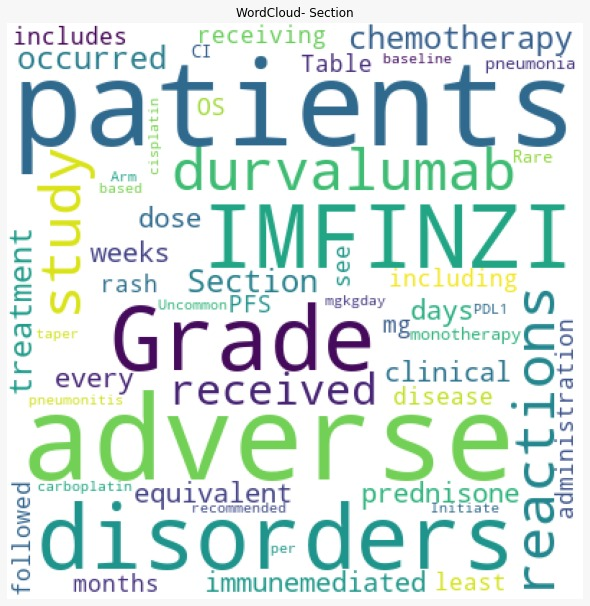 WordCloud- Section
includes
receiving
chemotherapy
occurred
CI
Table
baseline
pneumonia
patients
cisplatin
OS
study
Arm
based
durvalumab
Rare
dose
IMFINZI
weeks
see
treatment
rash
Section
including
Uncommon
PFS
mgkgday
days
PDL1
mg
monotherapy
taper
Grade
reactions
administration
every
received
clinical
disease
pneumonitis
adverse
carboplatin
equivalent
prednisone
followed
recommended
Initiate
disorders
per
months
immunemediated
least